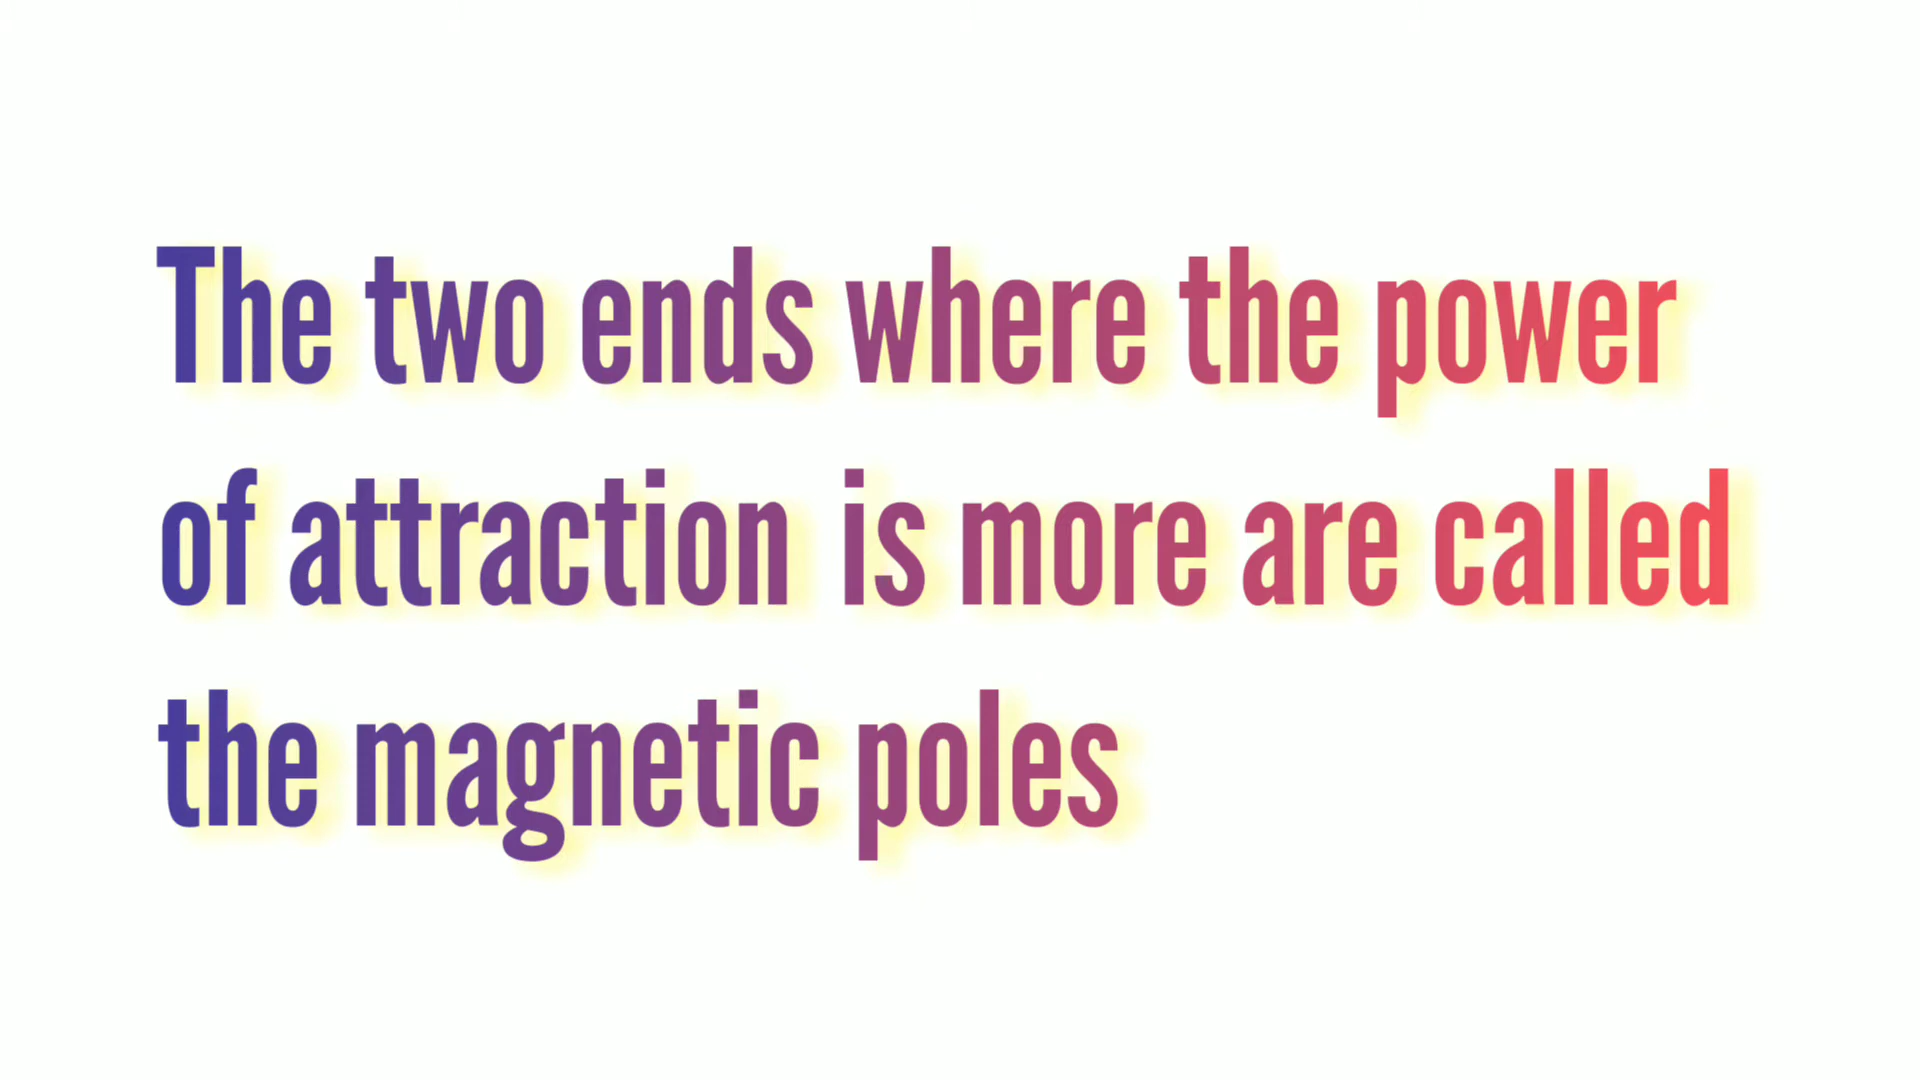 The two ends where the power
of attraction is more are called
the magnetic poles